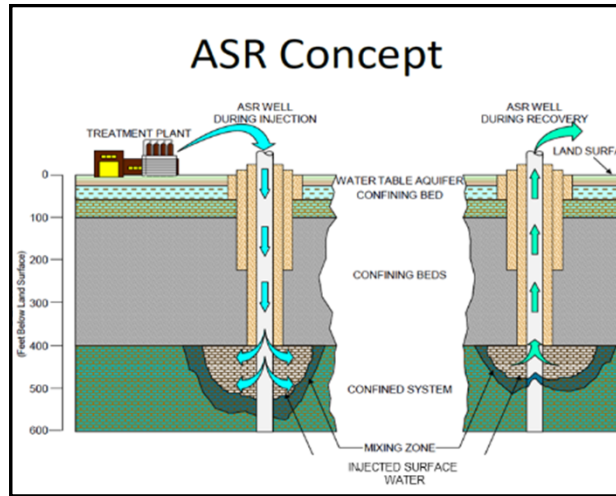 ASR Concept
ASR WELL
DURING INJECTION
ASR WELL
DURING RECOVERY
TREATMENT PLANT
LAND SURFA
0
WATER TABLE AQUIFER
CONFINING BED
100
200
CONFINING BEDS
300
400
CONFINED SYSTEM
500
600
(Feet Below Land Surface)
MIXING ZONE
INJECTED SURFACE
WATER